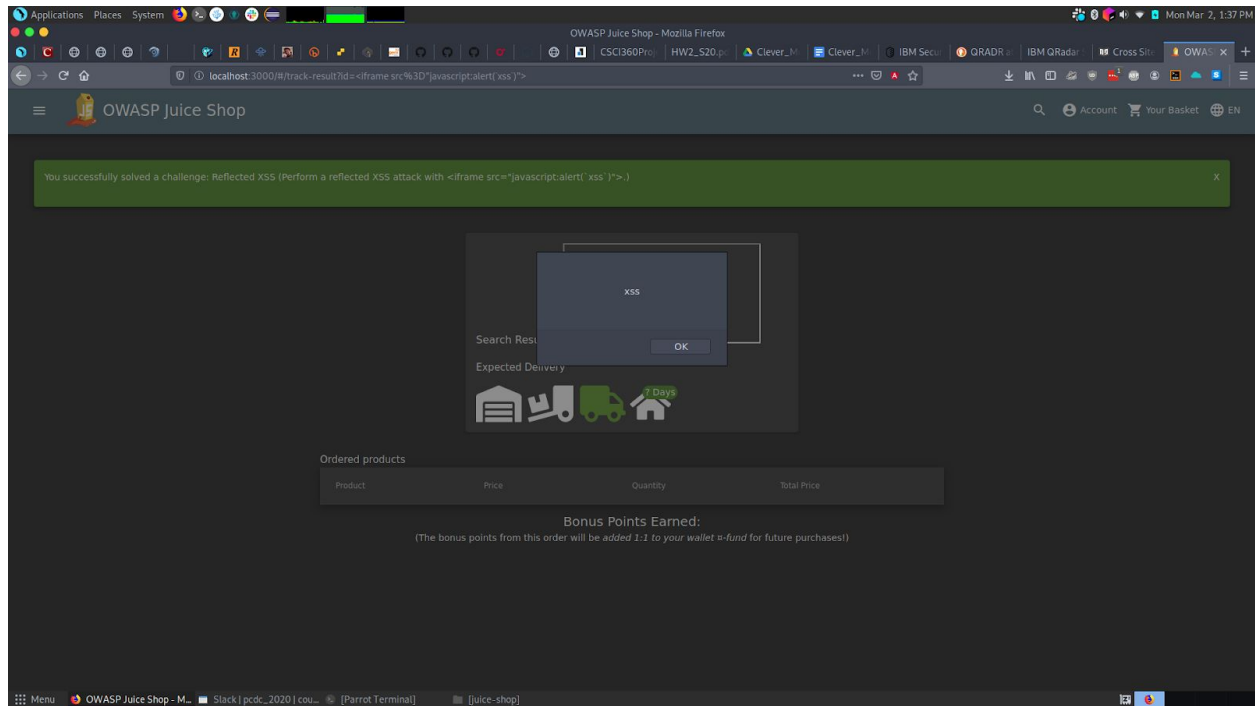 Applications Places System
Mon Mar 2, 1:37 PM
OWASP Juice Shop - Mozilla Firefox
CSCI360Proj HW2_S20.pd Clever_M Clever_M IBM Secur QRADR a IBM QRadar Cross Site OWASP
localhost:3000/#/track-result?id=<iframe src%3D"javascript:alert(`xss`)">
OWASP Juice Shop
Account Your Basket EN
You successfully solved a challenge: Reflected XSS (Perform a reflected XSS attack with <iframe src="javascript:alert(`xss`)">.)
X
xss
OK
Search Resu
Expected Delivery
? Days
Ordered products
Product Price Quantity Total Price
Bonus Points Earned:
(The bonus points from this order will be added 1:1 to your wallet ¤-fund for future purchases!)
Menu OWASP Juice Shop - M... Slack | pcdc_2020 | cou... [Parrot Terminal] [juice-shop]